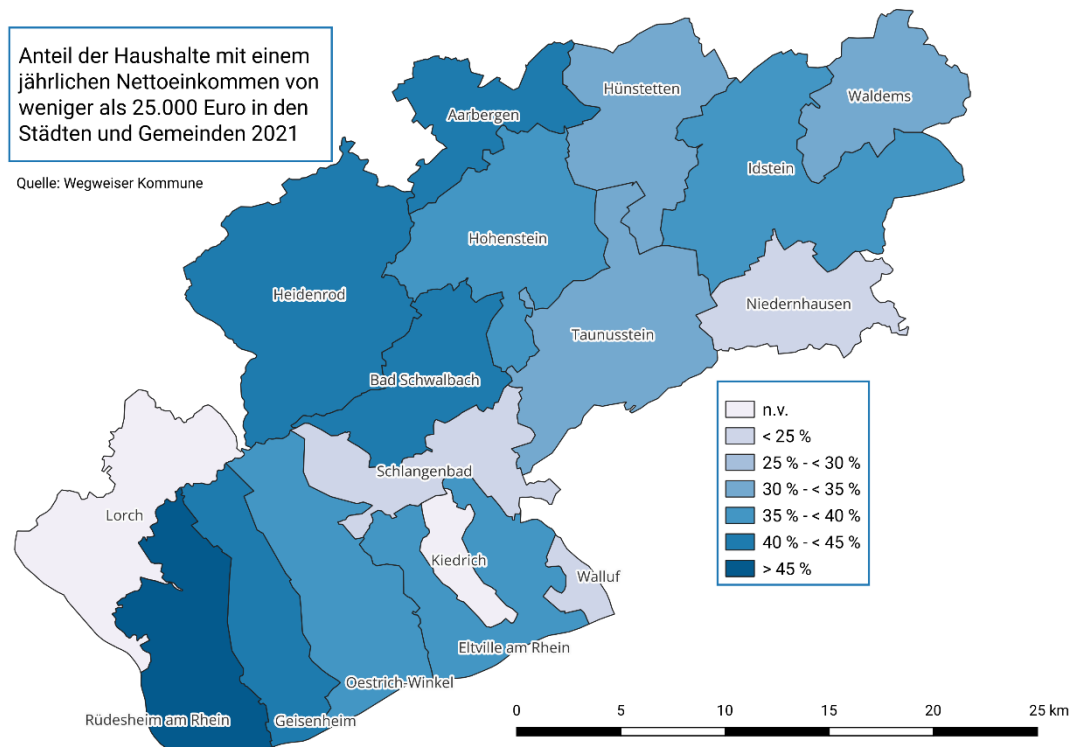 Anteil der Haushalte mit einem
jährlichen Nettoeinkommen von
weniger als 25.000 Euro in den
Städten und Gemeinden 2021
Quelle: Wegweiser Kommune
Hünstetten
Waldems
Aarbergen
Idstein
Hohenstein
Heidenrod
Niedernhausen
Taunusstein
Bad Schwalbach
Schlangenbad
Lorch
Kiedrich
Walluf
Eltville am Rhein
Oestrich-Winkel
Rüdesheim am Rhein
Geisenheim
n.v.
< 25 %
25 % - < 30 %
30 % - < 35 %
35 % - < 40 %
40 % - < 45 %
> 45 %
0 5 10 15 20 25 km